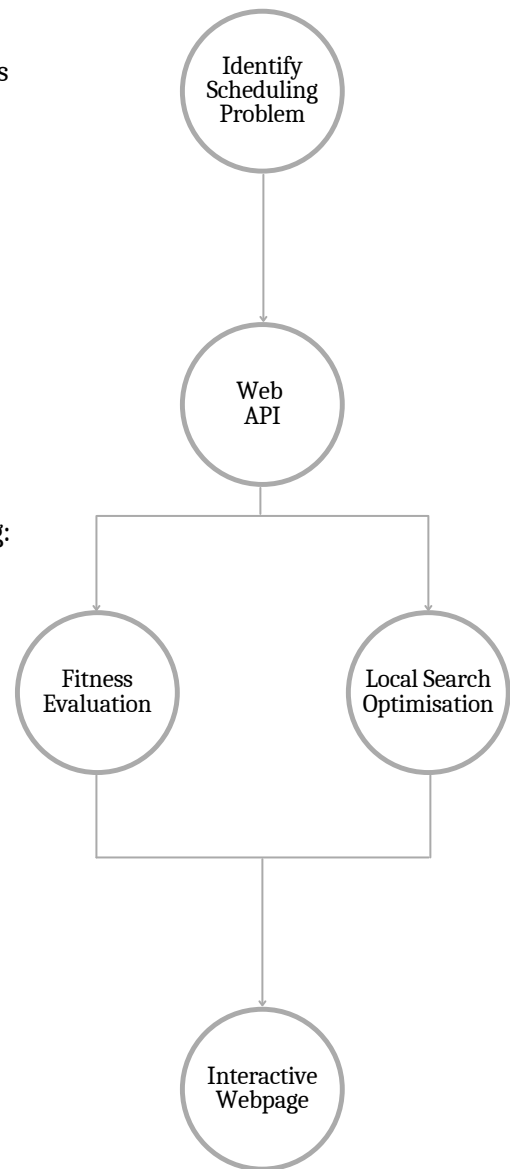 s
Identify
Scheduling
Problem
Web
API
g:
Fitness
Evaluation
Local Search
Optimisation
Interactive
Webpage